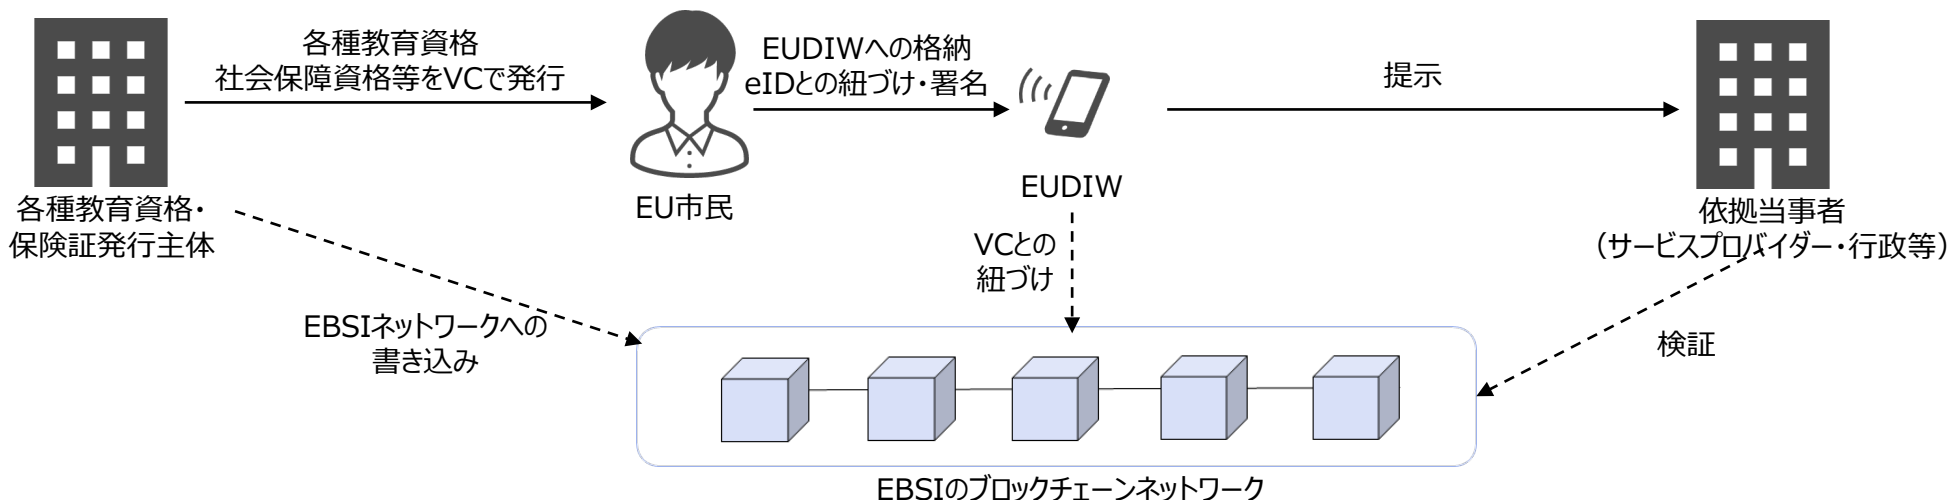 各種教育資格
社会保障資格等をVCで発行
EUDIWへの格納
eIDとの紐づけ・署名
提示
各種教育資格・
保険証発行主体
EU市民
EUDIW
依拠当事者
（サービスプロバイダー・行政等）
VCとの
紐づけ
EBSIネットワークへの
書き込み
検証
EBSIのブロックチェーンネットワーク